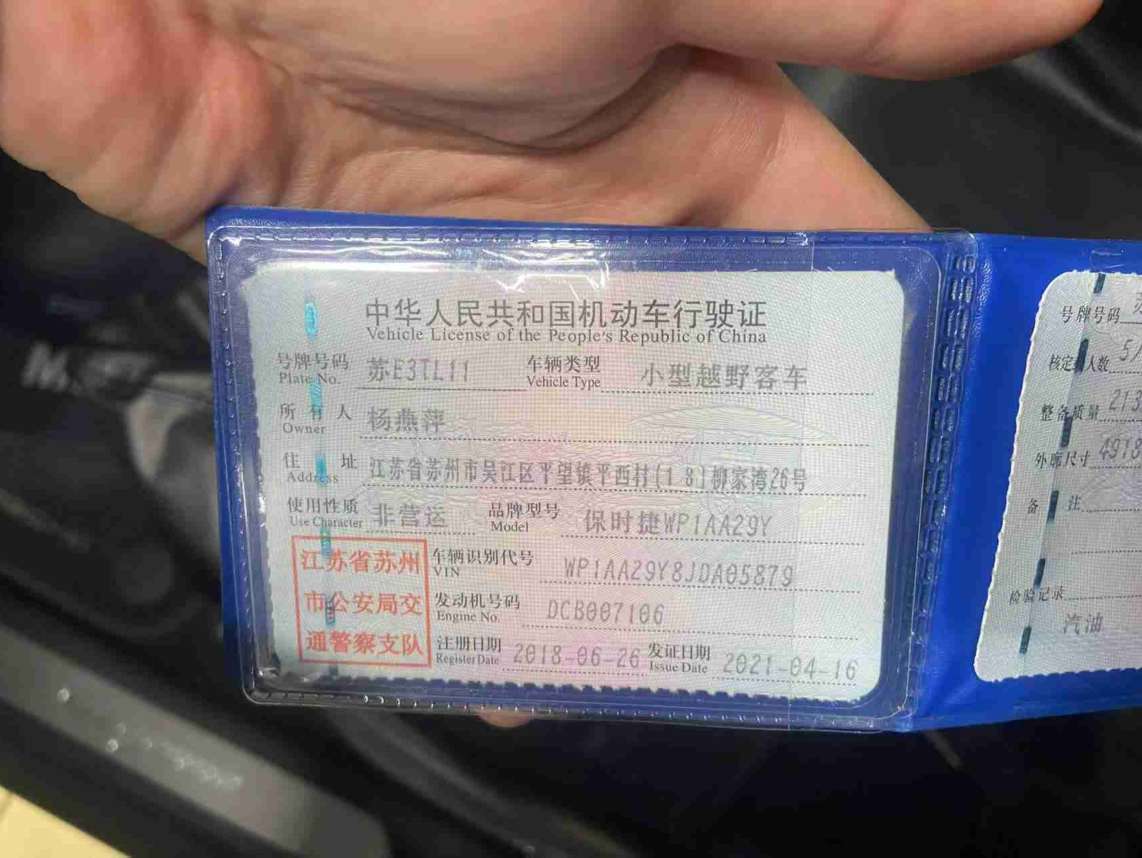 中华人民共和国机动车行驶证
Vehicle License of the People's Republic of China
号牌号码 苏E3TL11 车辆类型 小型越野客车
Plate No. Vehicle Type
所有人 杨燕萍
Owner
住址 江苏省苏州市吴江区平望镇平西村(18)柳家湾26号
Address
使用性质 非营运 品牌型号 保时捷WP1AA29Y
Use Character Model
江苏省苏州
市公安局交
通警察支队
车辆识别代号 WP1AA29Y8JDA05879
VIN
发动机号码 DCB007106
Engine No.
注册日期 2018-06-26 发证日期 2021-04-16
Register Date Issue Date
号牌号码
核定 人数 5
整备质量 213
外廓尺寸 491
备注
检验记录
汽油